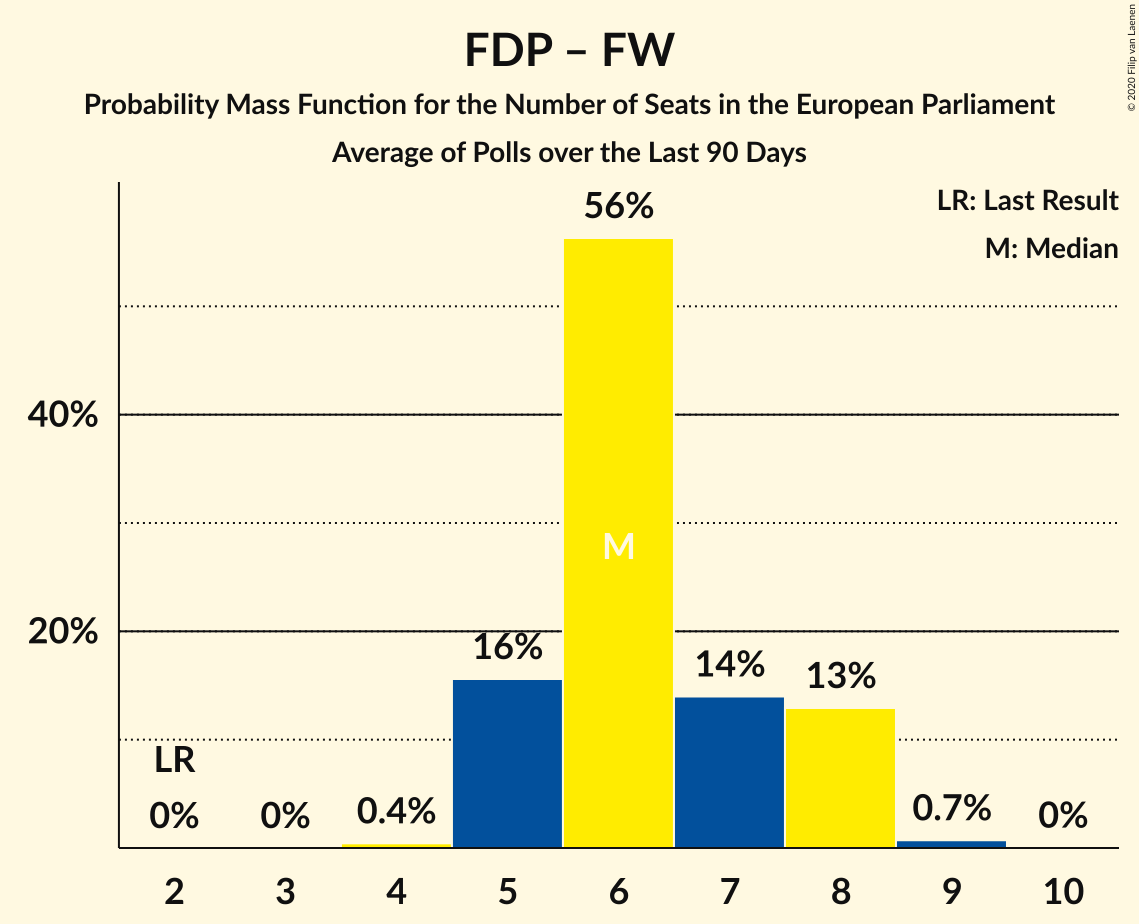 FDP – FW
Probability Mass Function for the Number of Seats in the European Parliament
Average of Polls over the Last 90 Days
© 2020 Filip van Laenen
LR: Last Result
M: Median
56%
40%
M
20%
16%
14%
13%
LR
0%
0%
0.4%
0.7%
0%
2 3 4 5 6 7 8 9 10